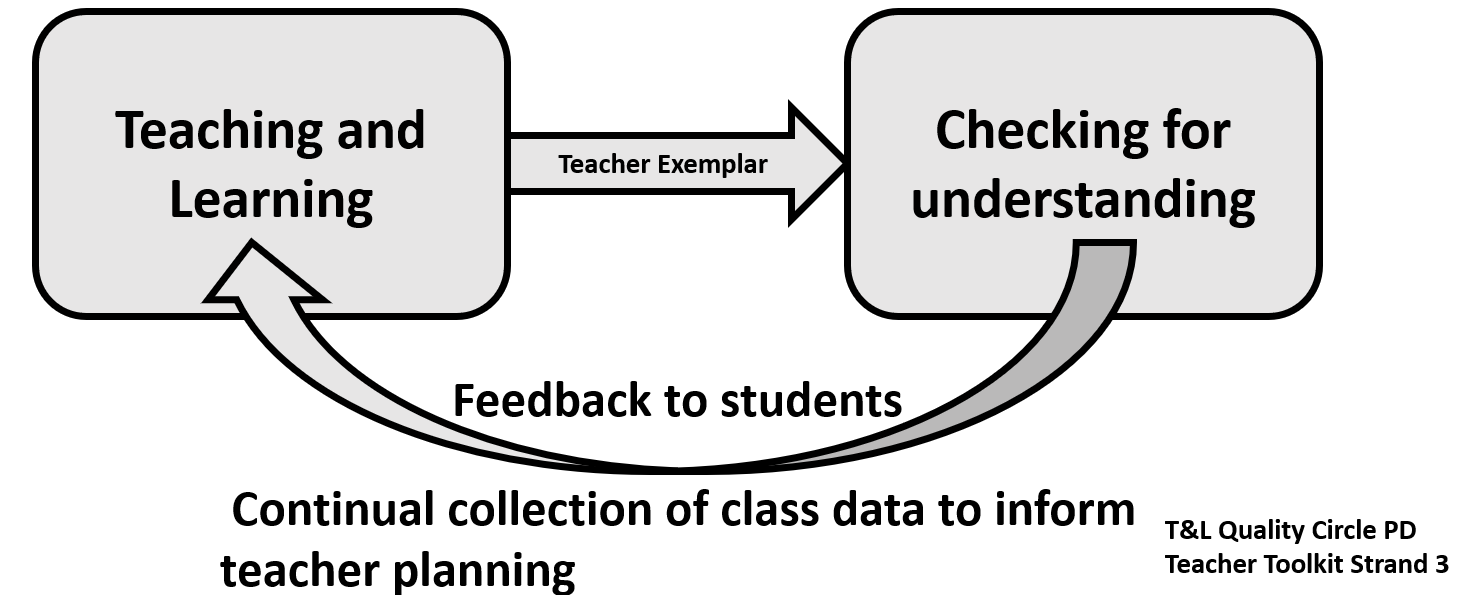 Teaching and
Learning
Teacher Exemplar
Checking for
understanding
Feedback to students
Continual collection of class data to inform
teacher planning
T&L Quality Circle PD
Teacher Toolkit Strand 3